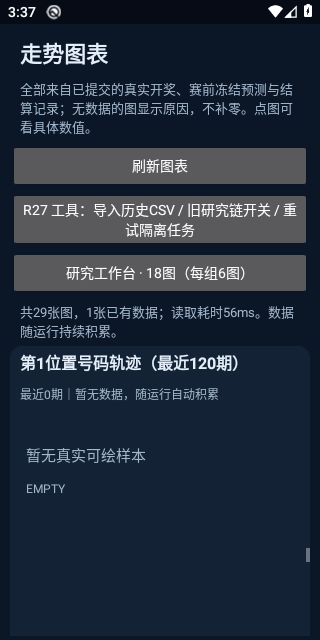 3:37
走势图表
全部来自已提交的真实开奖、赛前冻结预测与结
算记录；无数据的图显示原因，不补零。点图可
看具体数值。
刷新图表
R27 工具：导入历史CSV / 旧研究链开关 / 重
试隔离任务
研究工作台 · 18图（每组6图）
共29张图，1张已有数据；读取耗时56ms。数据
随运行持续积累。
第1位置号码轨迹（最近120期）
最近0期｜暂无数据，随运行自动积累
暂无真实可绘样本
EMPTY